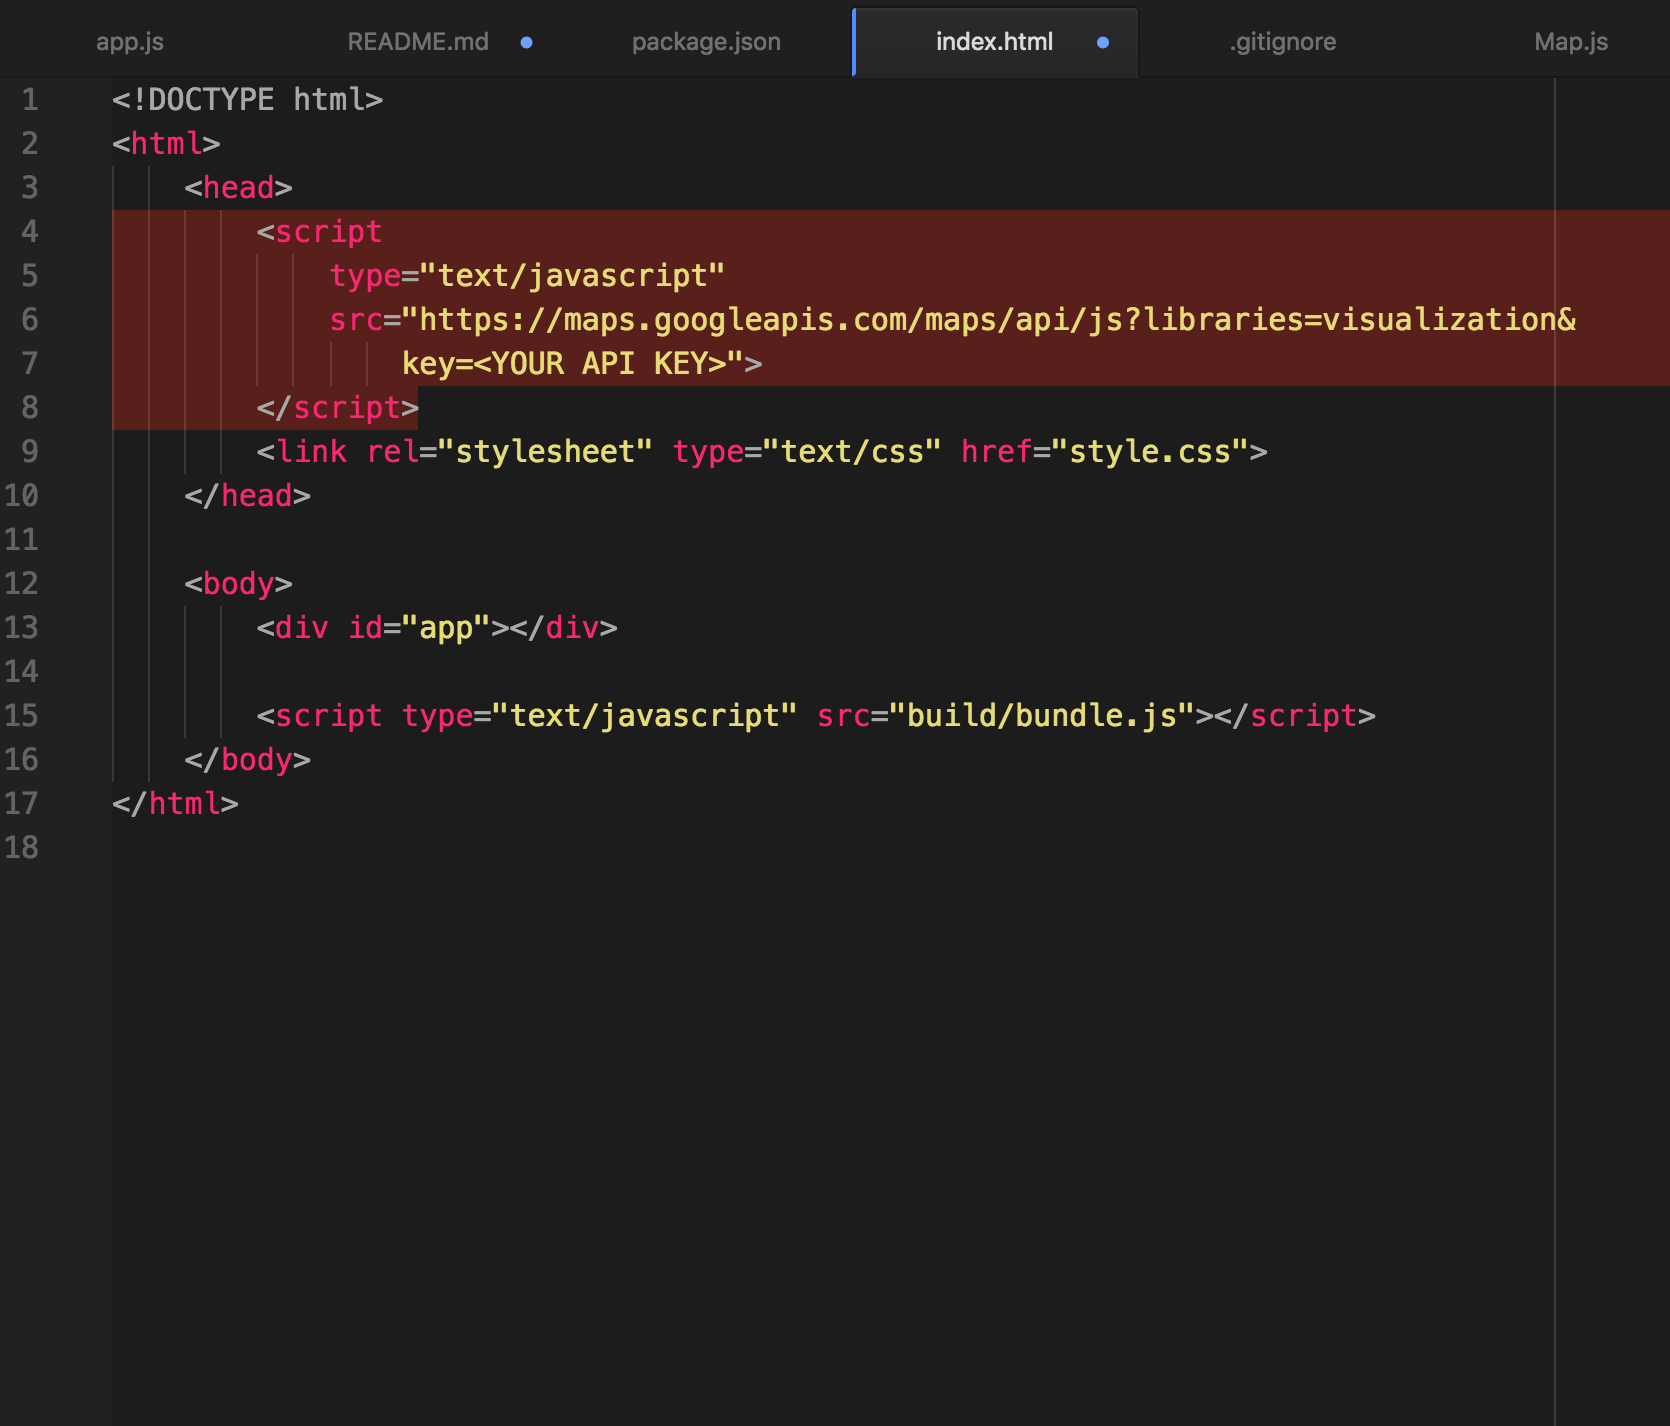 app.js README.md package.json index.html .gitignore Map.js
1 <!DOCTYPE html>
2 <html>
3 <head>
4 <script
5 type="text/javascript"
6 src="https://maps.googleapis.com/maps/api/js?libraries=visualization&
7 key=<YOUR API KEY>">
8 </script>
9 <link rel="stylesheet" type="text/css" href="style.css">
10 </head>
11
12 <body>
13 <div id="app"></div>
14
15 <script type="text/javascript" src="build/bundle.js"></script>
16 </body>
17 </html>
18